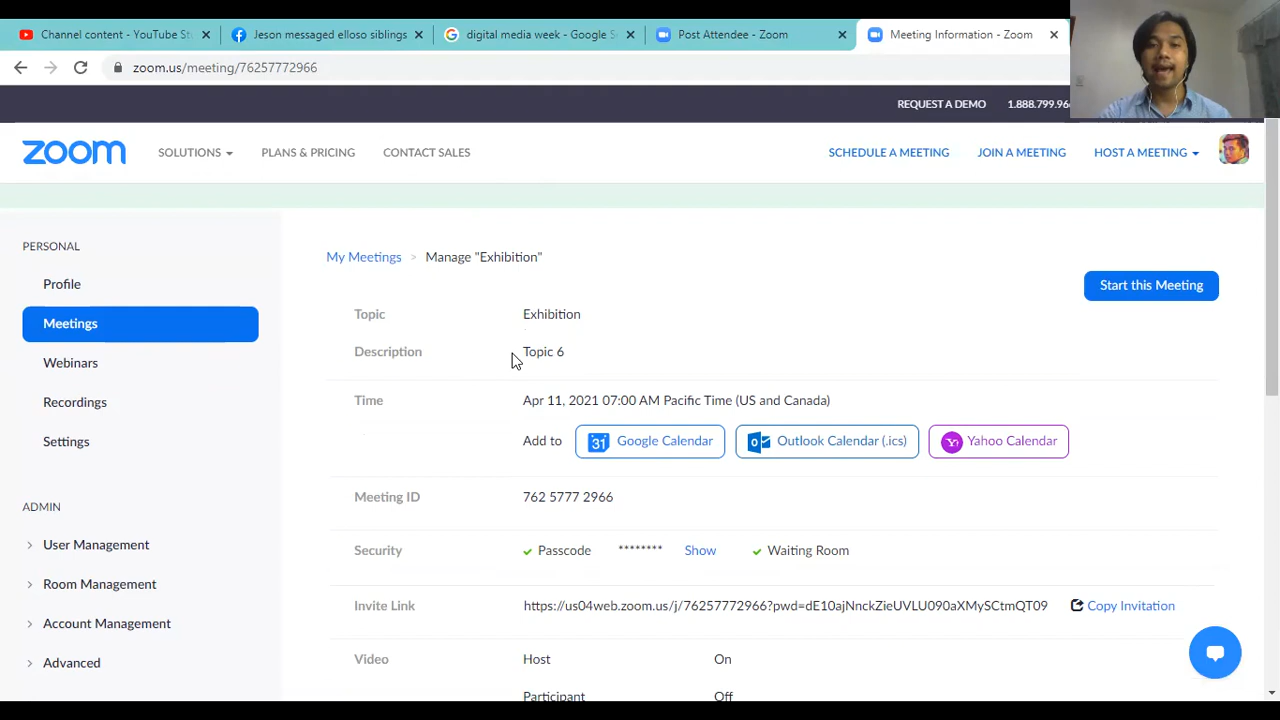 Channel content - YouTube St
Jeson messaged elloso siblings
digital media week - Google S
Post Attendee - Zoom
Meeting Information - Zoom
zoom.us/meeting/76257772966
REQUEST A DEMO
1.888.799.96
zoom
SOLUTIONS
PLANS & PRICING
CONTACT SALES
SCHEDULE A MEETING
JOIN A MEETING
HOST A MEETING
PERSONAL
Profile
Meetings
Webinars
Recordings
Settings
ADMIN
User Management
Room Management
Account Management
Advanced
My Meetings > Manage "Exhibition"
Start this Meeting
Topic Exhibition
Description Topic 6
Time Apr 11, 2021 07:00 AM Pacific Time (US and Canada)
Add to 31 Google Calendar Outlook Calendar (.ics) Yahoo Calendar
Meeting ID 762 5777 2966
Security Passcode ******** Show Waiting Room
Invite Link https://us04web.zoom.us/j/76257772966?pwd=dE10ajNnckZieUVLU090aXMySCtmQT09 Copy Invitation
Video Host On
Participant Off